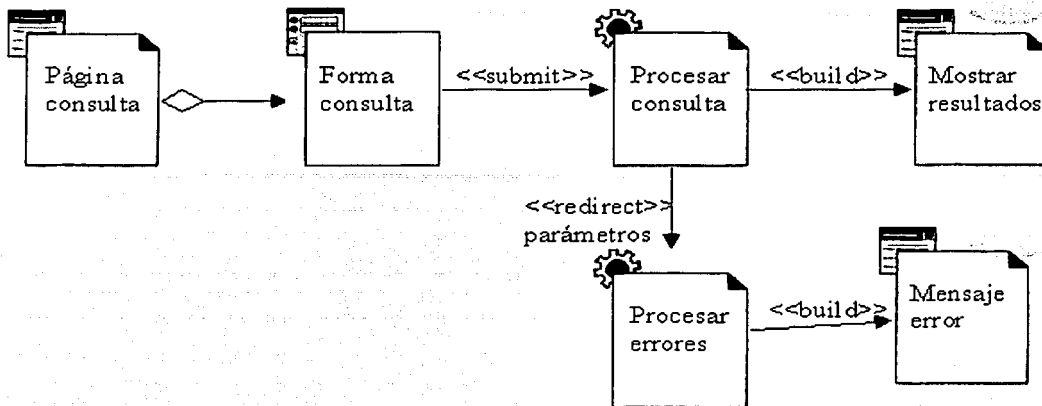 Página
consulta
Forma
consulta
<<submit>>
Procesar
consulta
<<build>>
Mostrar
resultados
<<redirect>>
parámetros
Procesar
errores
<<build>>
Mensaje
error